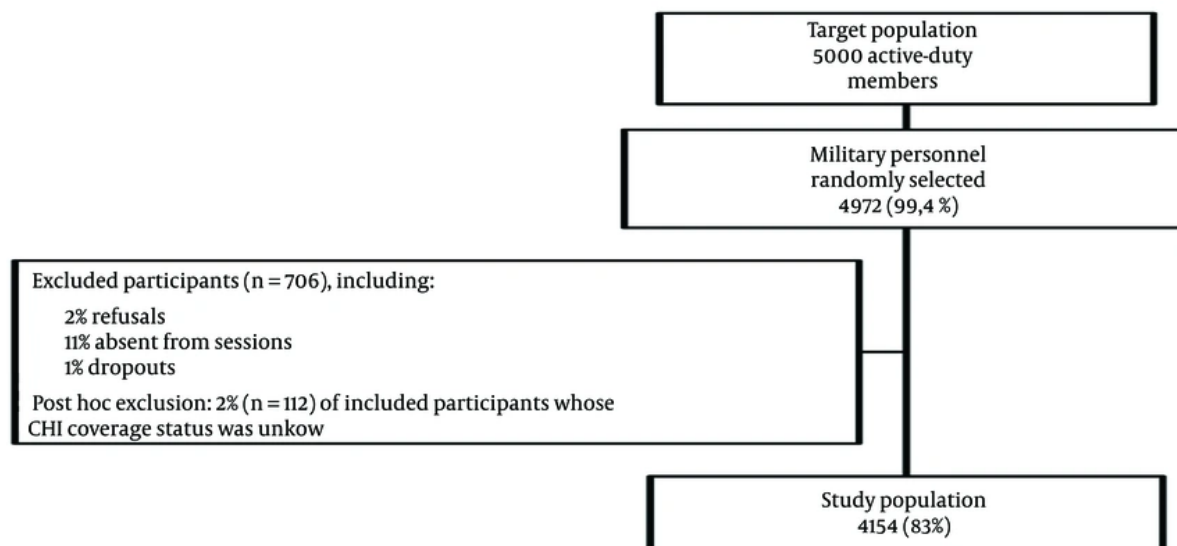 Target population
5000 active-duty
members
Military personnel
randomly selected
4972 (99,4 %)
Excluded participants (n = 706), including:
2% refusals
11% absent from sessions
1% dropouts
Post hoc exclusion: 2% (n = 112) of included participants whose
CHI coverage status was unkow
Study population
4154 (83%)